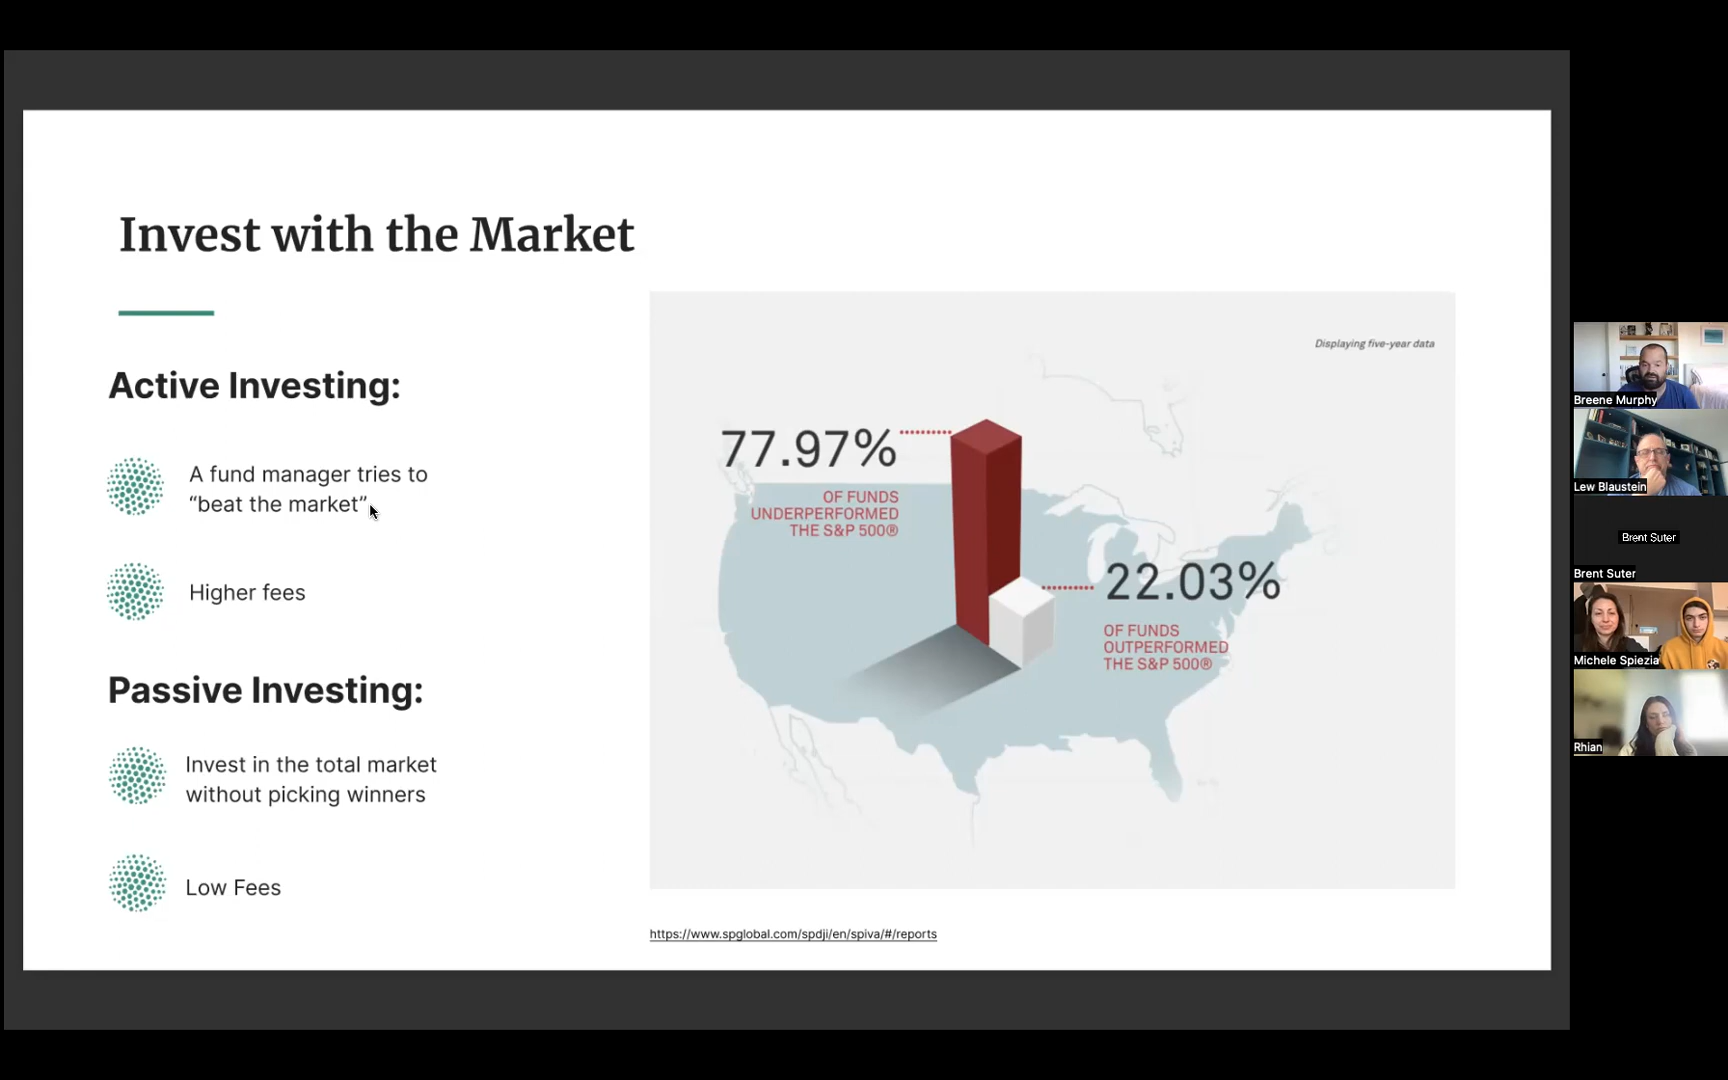 Invest with the Market
Active Investing:
A fund manager tries to
“beat the market”
Higher fees
Passive Investing:
Invest in the total market
without picking winners
Low Fees
Displaying five-year data
77.97%
OF FUNDS
UNDERPERFORMED
THE S&P 500®
22.03%
OF FUNDS
OUTPERFORMED
THE S&P 500®
https://www.spglobal.com/spdji/en/spiva/#/reports
Breene Murphy
Lew Blaustein
Brent Suter
Brent Suter
Michele Spiezia
Rhian